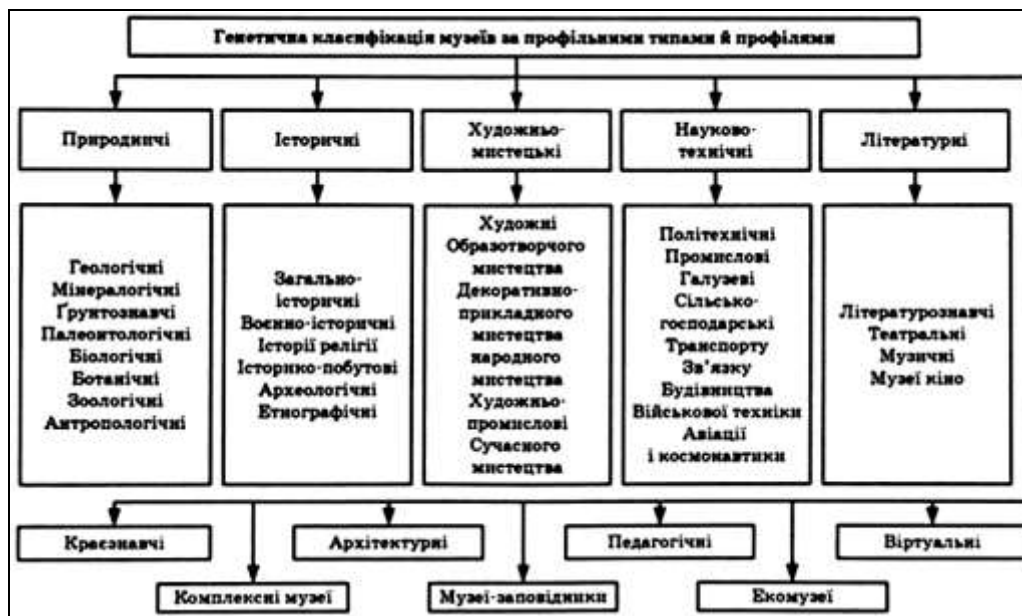 Генетична класифікація музеїв за профільними типами й профілями
Природничі
Історичні
Художньо-
мистецькі
Науково-
технічні
Літературні
Геологічні
Мінералогічні
Ґрунтознавчі
Палеонтологічні
Біологічні
Ботанічні
Зоологічні
Антропологічні
Загально-
історичні
Воєнно-історичні
Історії релігії
Історико-побутові
Археологічні
Етнографічні
Художні
Образотворчого
мистецтва
Декоративно-
прикладного
мистецтва
народного
мистецтва
Художньо-
промислові
Сучасного
мистецтва
Політехнічні
Промислові
Галузеві
Сільсько-
господарські
Транспорту
Зв’язку
Будівництва
Військової техніки
Авіації
і космонавтики
Літературознавчі
Театральні
Музичні
Музеї кіно
Краєзнавчі
Архітектурні
Педагогічні
Віртуальні
Комплексні музеї
Музеї-заповідники
Екомузеї